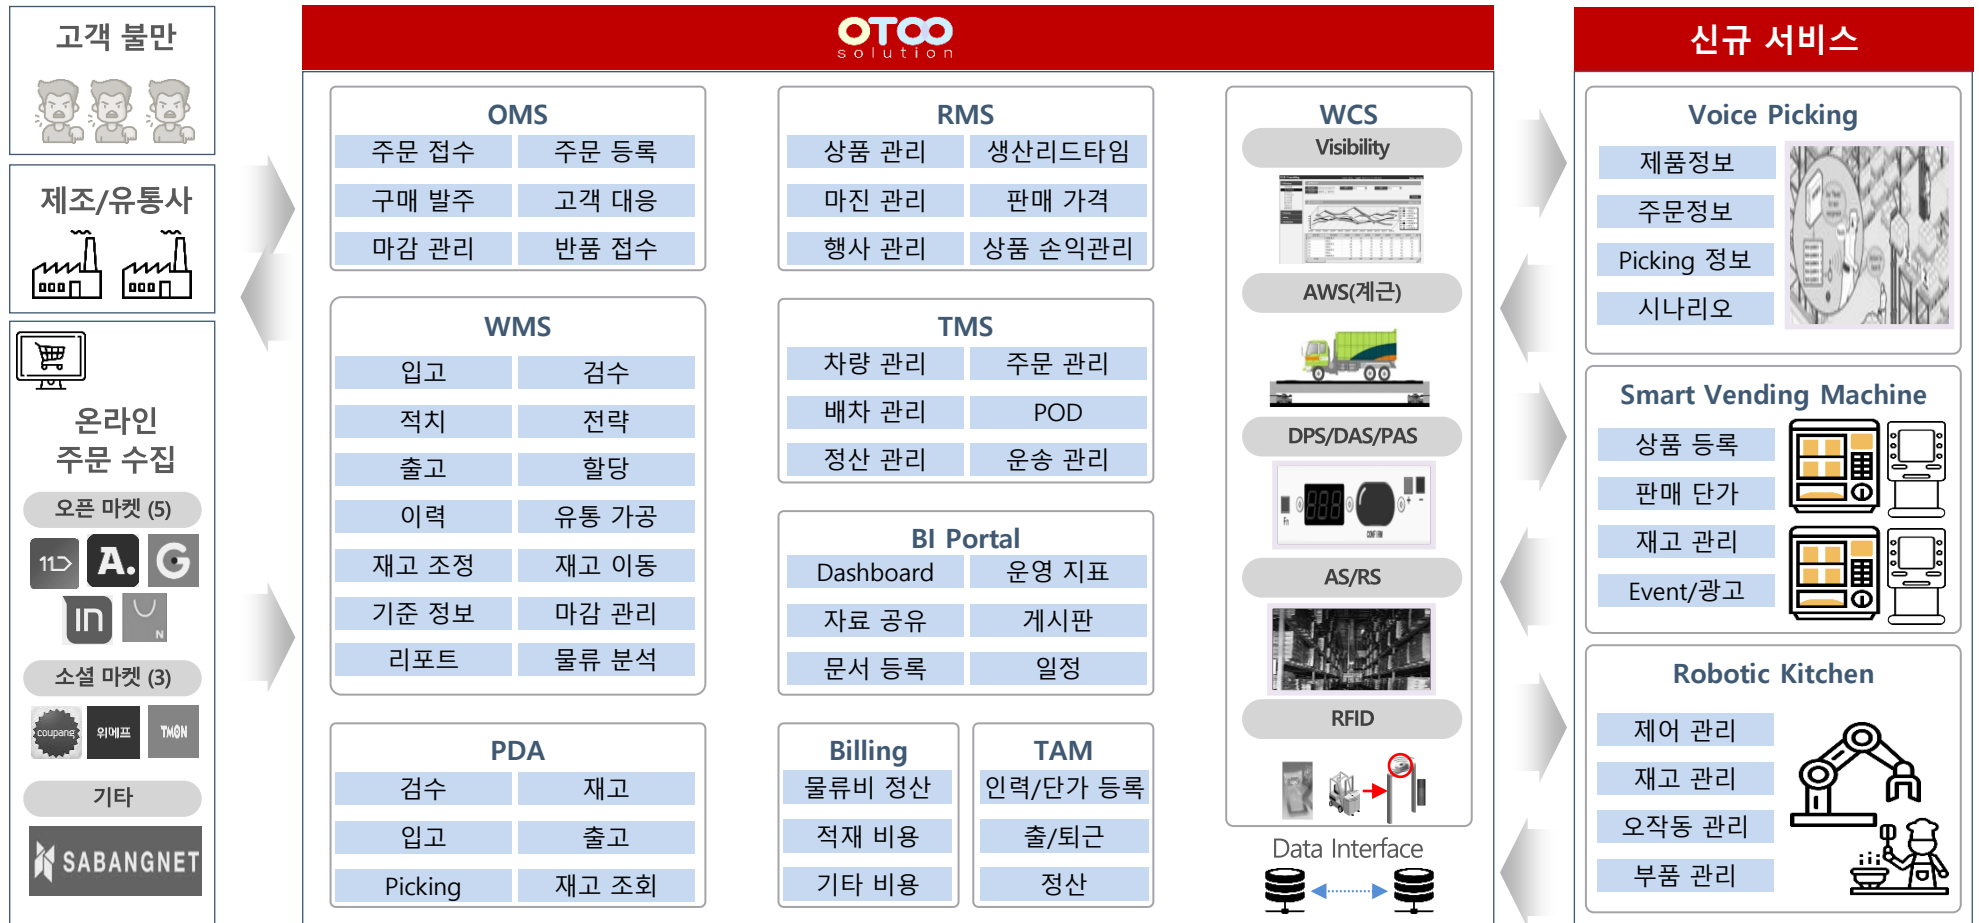 고객 불만
제조/유통사
온라인
주문 수집
오픈 마켓 (5)
11
A.
G
in
N
소셜 마켓 (3)
coupang
위메프
TMON
기타
SABANGNET
OTOO
solution
OMS
주문 접수
주문 등록
구매 발주
고객 대응
마감 관리
반품 접수
WMS
입고
검수
적치
전략
출고
할당
이력
유통 가공
재고 조정
재고 이동
기준 정보
마감 관리
리포트
물류 분석
PDA
검수
재고
입고
출고
Picking
재고 조회
RMS
상품 관리
생산리드타임
마진 관리
판매 가격
행사 관리
상품 손익관리
TMS
차량 관리
주문 관리
배차 관리
POD
정산 관리
운송 관리
BI Portal
Dashboard
운영 지표
자료 공유
게시판
문서 등록
일정
Billing
물류비 정산
적재 비용
기타 비용
TAM
인력/단가 등록
출/퇴근
정산
WCS
Visibility
AWS(계근)
DPS/DAS/PAS
Fn
CONFIRM
+
-
AS/RS
RFID
Data Interface
신규 서비스
Voice Picking
제품정보
주문정보
Picking 정보
시나리오
Smart Vending Machine
상품 등록
판매 단가
재고 관리
Event/광고
Robotic Kitchen
제어 관리
재고 관리
오작동 관리
부품 관리